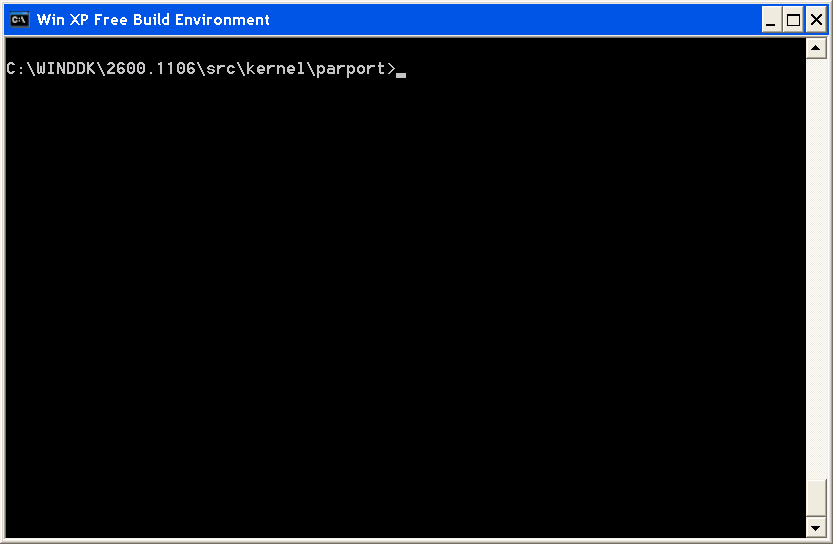 Win XP Free Build Environment
C:\WINDDK\2600.1106\src\kernel\parport>_